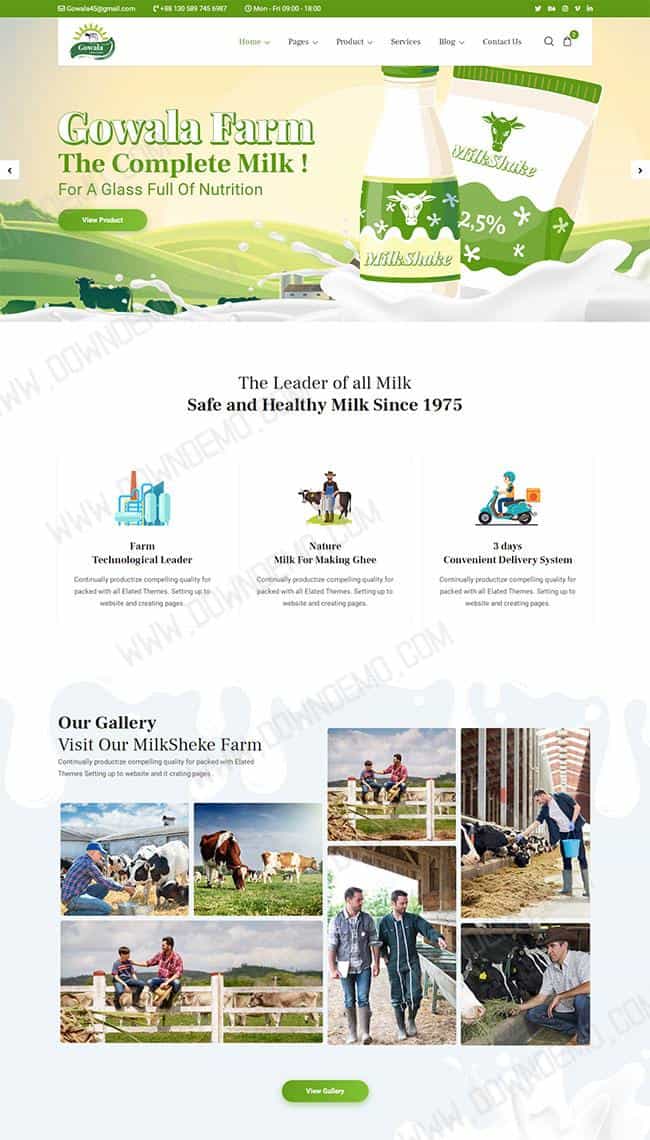 Gowala45@gmail.com
+88 130 589 745 6987
Mon - Fri 09:00 - 18:00
Gowala
Home
Pages
Product
Services
Blog
Contact Us
Gowala Farm
The Complete Milk !
For A Glass Full Of Nutrition
View Product
MilkShake
2,5%
MilkShake
The Leader of all Milk
Safe and Healthy Milk Since 1975
Farm
Technological Leader
Continually productize compelling quality for
packed with all Elated Themes. Setting up to
website and creating pages.
Nature
Milk For Making Ghee
Continually productize compelling quality for
packed with all Elated Themes. Setting up to
website and creating pages.
3 days
Convenient Delivery System
Continually productize compelling quality for
packed with all Elated Themes. Setting up to
website and creating pages.
Our Gallery
Visit Our MilkSheke Farm
Continually productize compelling quality for packed with Elated
Themes Setting up to website and it crating pages
View Gallery
WWW.DOWNDEMO.COM